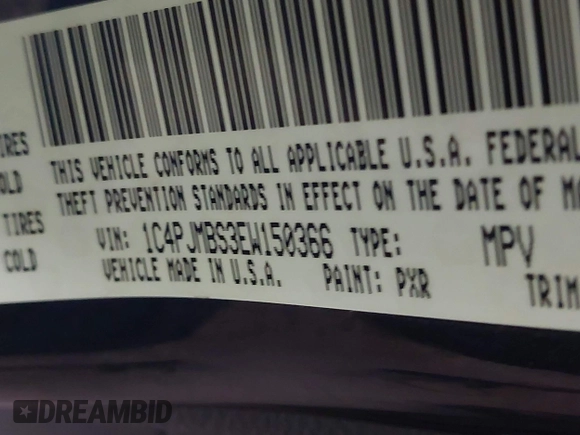 THIS VEHICLE CONFORMS TO ALL APPLICABLE U.S.A. FEDERAL
THEFT PREVENTION STANDARDS IN EFFECT ON THE DATE OF MA
VIN: 1C4PJMBS3EW150366 TYPE: MPV
VEHICLE MADE IN U.S.A. PAINT: PXR TRIM
IRES
OLD
TIRES
COLD
DREAMBID